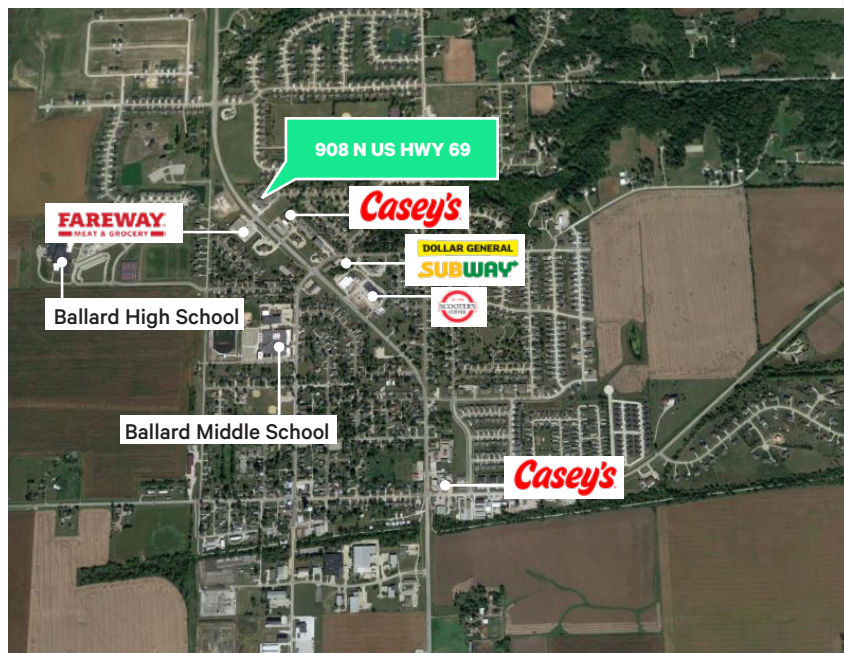 908 N US HWY 69
Casey's
FAREWAY
MEAT & GROCERY
DOLLAR GENERAL
SUBWAY
SCOOTER'S
COFFEE
Ballard High School
Ballard Middle School
Casey's